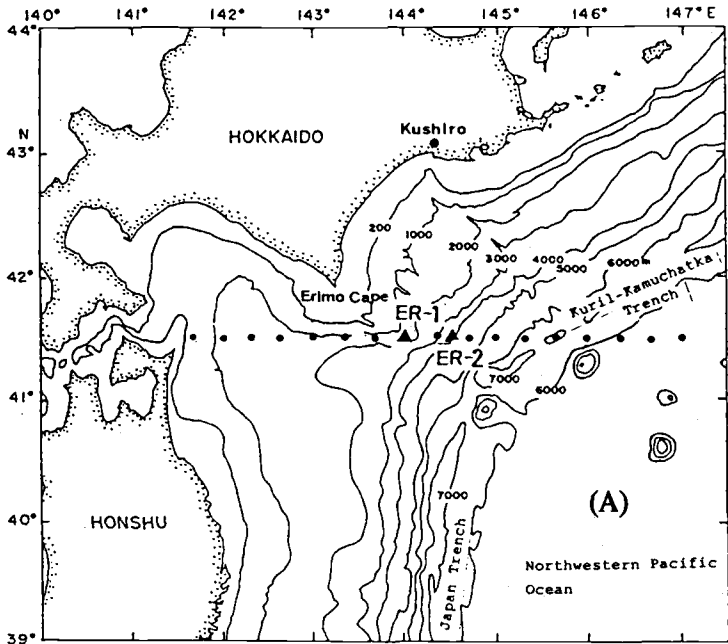 140° 141° 142° 143° 144° 145° 146° 147° E
44°
N
HOKKAIDO
Kushiro
43°
200
1000
2000
3000
4000
5000
6000 m
42°
Erimo Cape
ER-1
Kuril-Kamuchatka
Trench
ER-2
7000
6000
41°
7000
(A)
40°
HONSHU
Japan Trench
Northwestern Pacific
Ocean
39°